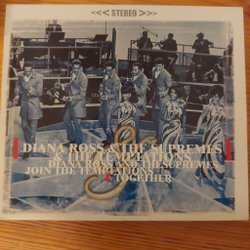 <<< STEREO >>>
DIANA ROSS & THE SUPREMES
& THE TEMPTATIONS
DIANA ROSS AND THE SUPREMES
JOIN THE TEMPTATIONS
TOGETHER